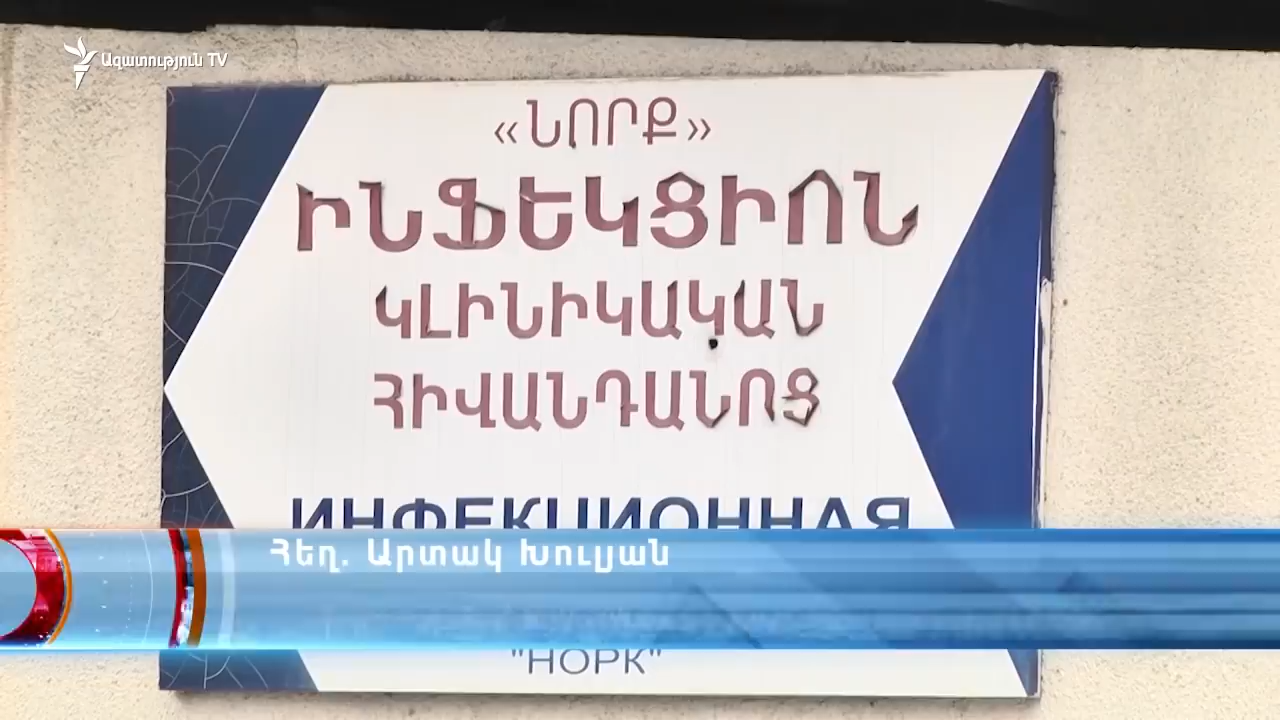 Ազատություն TV
«ՆՈՐՔ»
ԻՆՖԵԿՑԻՈՆ
ԿԼԻՆԻԿԱԿԱՆ
ՀԻՎԱՆԴԱՆՈՑ
ИНФЕКЦИОННАЯ
Հեղ. Արտակ Խուլյան
"НОРК"